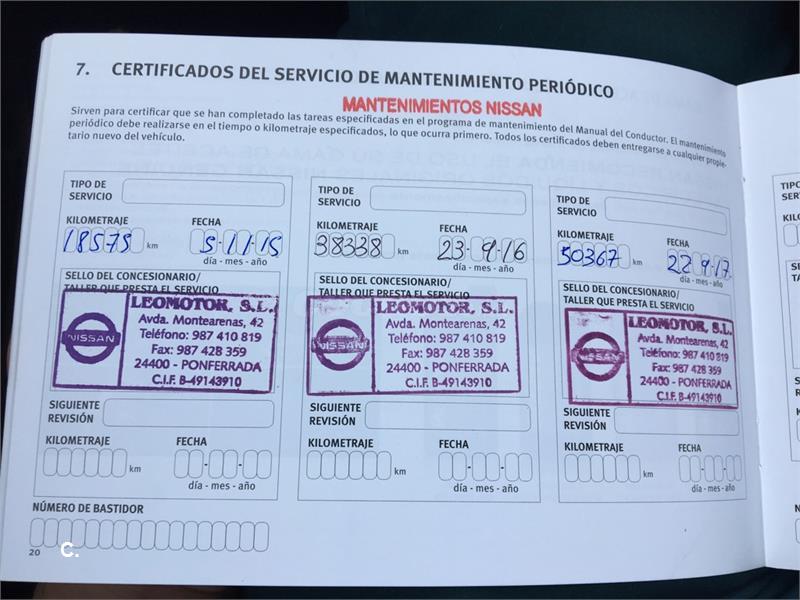 7. CERTIFICADOS DEL SERVICIO DE MANTENIMIENTO PERIÓDICO
MANTENIMIENTOS NISSAN
Sirven para certificar que se han completado las tareas especificadas en el programa de mantenimiento del Manual del Conductor. El mantenimiento
periódico debe realizarse en el tiempo o kilometraje especificados, lo que ocurra primero. Todos los certificados deben entregarse a cualquier propie-
tario nuevo del vehículo.
TIPO DE
SERVICIO
KILOMETRAJE FECHA
18575 km 5-11-15
día - mes - año
SELLO DEL CONCESIONARIO/
TALLER QUE PRESTA EL SERVICIO
NISSAN
LEOMOTOR, S.L.
Avda. Montearenas, 42
Teléfono: 987 410 819
Fax: 987 428 359
24400 - PONFERRADA
C.I.F. B-49143910
SIGUIENTE
REVISIÓN
KILOMETRAJE FECHA
km
día - mes - año
TIPO DE
SERVICIO
KILOMETRAJE FECHA
38338 km 23-9-16
día - mes - año
SELLO DEL CONCESIONARIO/
TALLER QUE PRESTA EL SERVICIO
NISSAN
LEOMOTOR, S.L.
Avda. Montearenas, 42
Teléfono: 987 410 819
Fax: 987 428 359
24400 - PONFERRADA
C.I.F. B-49143910
SIGUIENTE
REVISIÓN
KILOMETRAJE FECHA
km
día - mes - año
TIPO DE
SERVICIO
KILOMETRAJE FECHA
50367 km 22-9-17
día - mes - año
SELLO DEL CONCESIONARIO/
TALLER QUE PRESTA EL SERVICIO
NISSAN
LEOMOTOR, S.L.
Avda. Montearenas, 42
Teléfono: 987 410 819
Fax: 987 428 359
24400 - PONFERRADA
C.I.F. B-49143910
SIGUIENTE
REVISIÓN
KILOMETRAJE FECHA
km
día - mes - año
NÚMERO DE BASTIDOR
20
C.